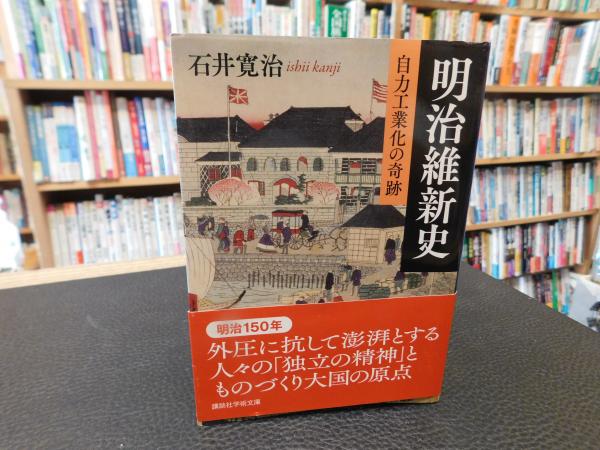 石井寛治 ishii kanji
明治維新史
自力工業化の奇跡
明治150年
外圧に抗して澎湃とする
人々の「独立の精神」と
ものづくり大国の原点
講談社学術文庫